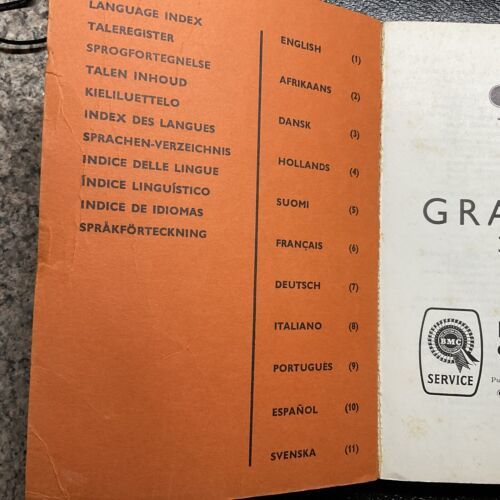 LANGUAGE INDEX
TALEREGISTER
SPROGFORTEGNELSE
TALEN INHOUD
KIELILUETTELO
INDEX DES LANGUES
SPRACHEN-VERZEICHNIS
INDICE DELLE LINGUE
ÍNDICE LINGUÍSTICO
INDICE DE IDIOMAS
SPRÅKFÖRTECKNING
ENGLISH (1)
AFRIKAANS (2)
DANSK (3)
HOLLANDS (4)
SUOMI (5)
FRANÇAIS (6)
DEUTSCH (7)
ITALIANO (8)
PORTUGUÊS (9)
ESPAÑOL (10)
SVENSKA (11)
GRA
BMC
SERVICE
Pu